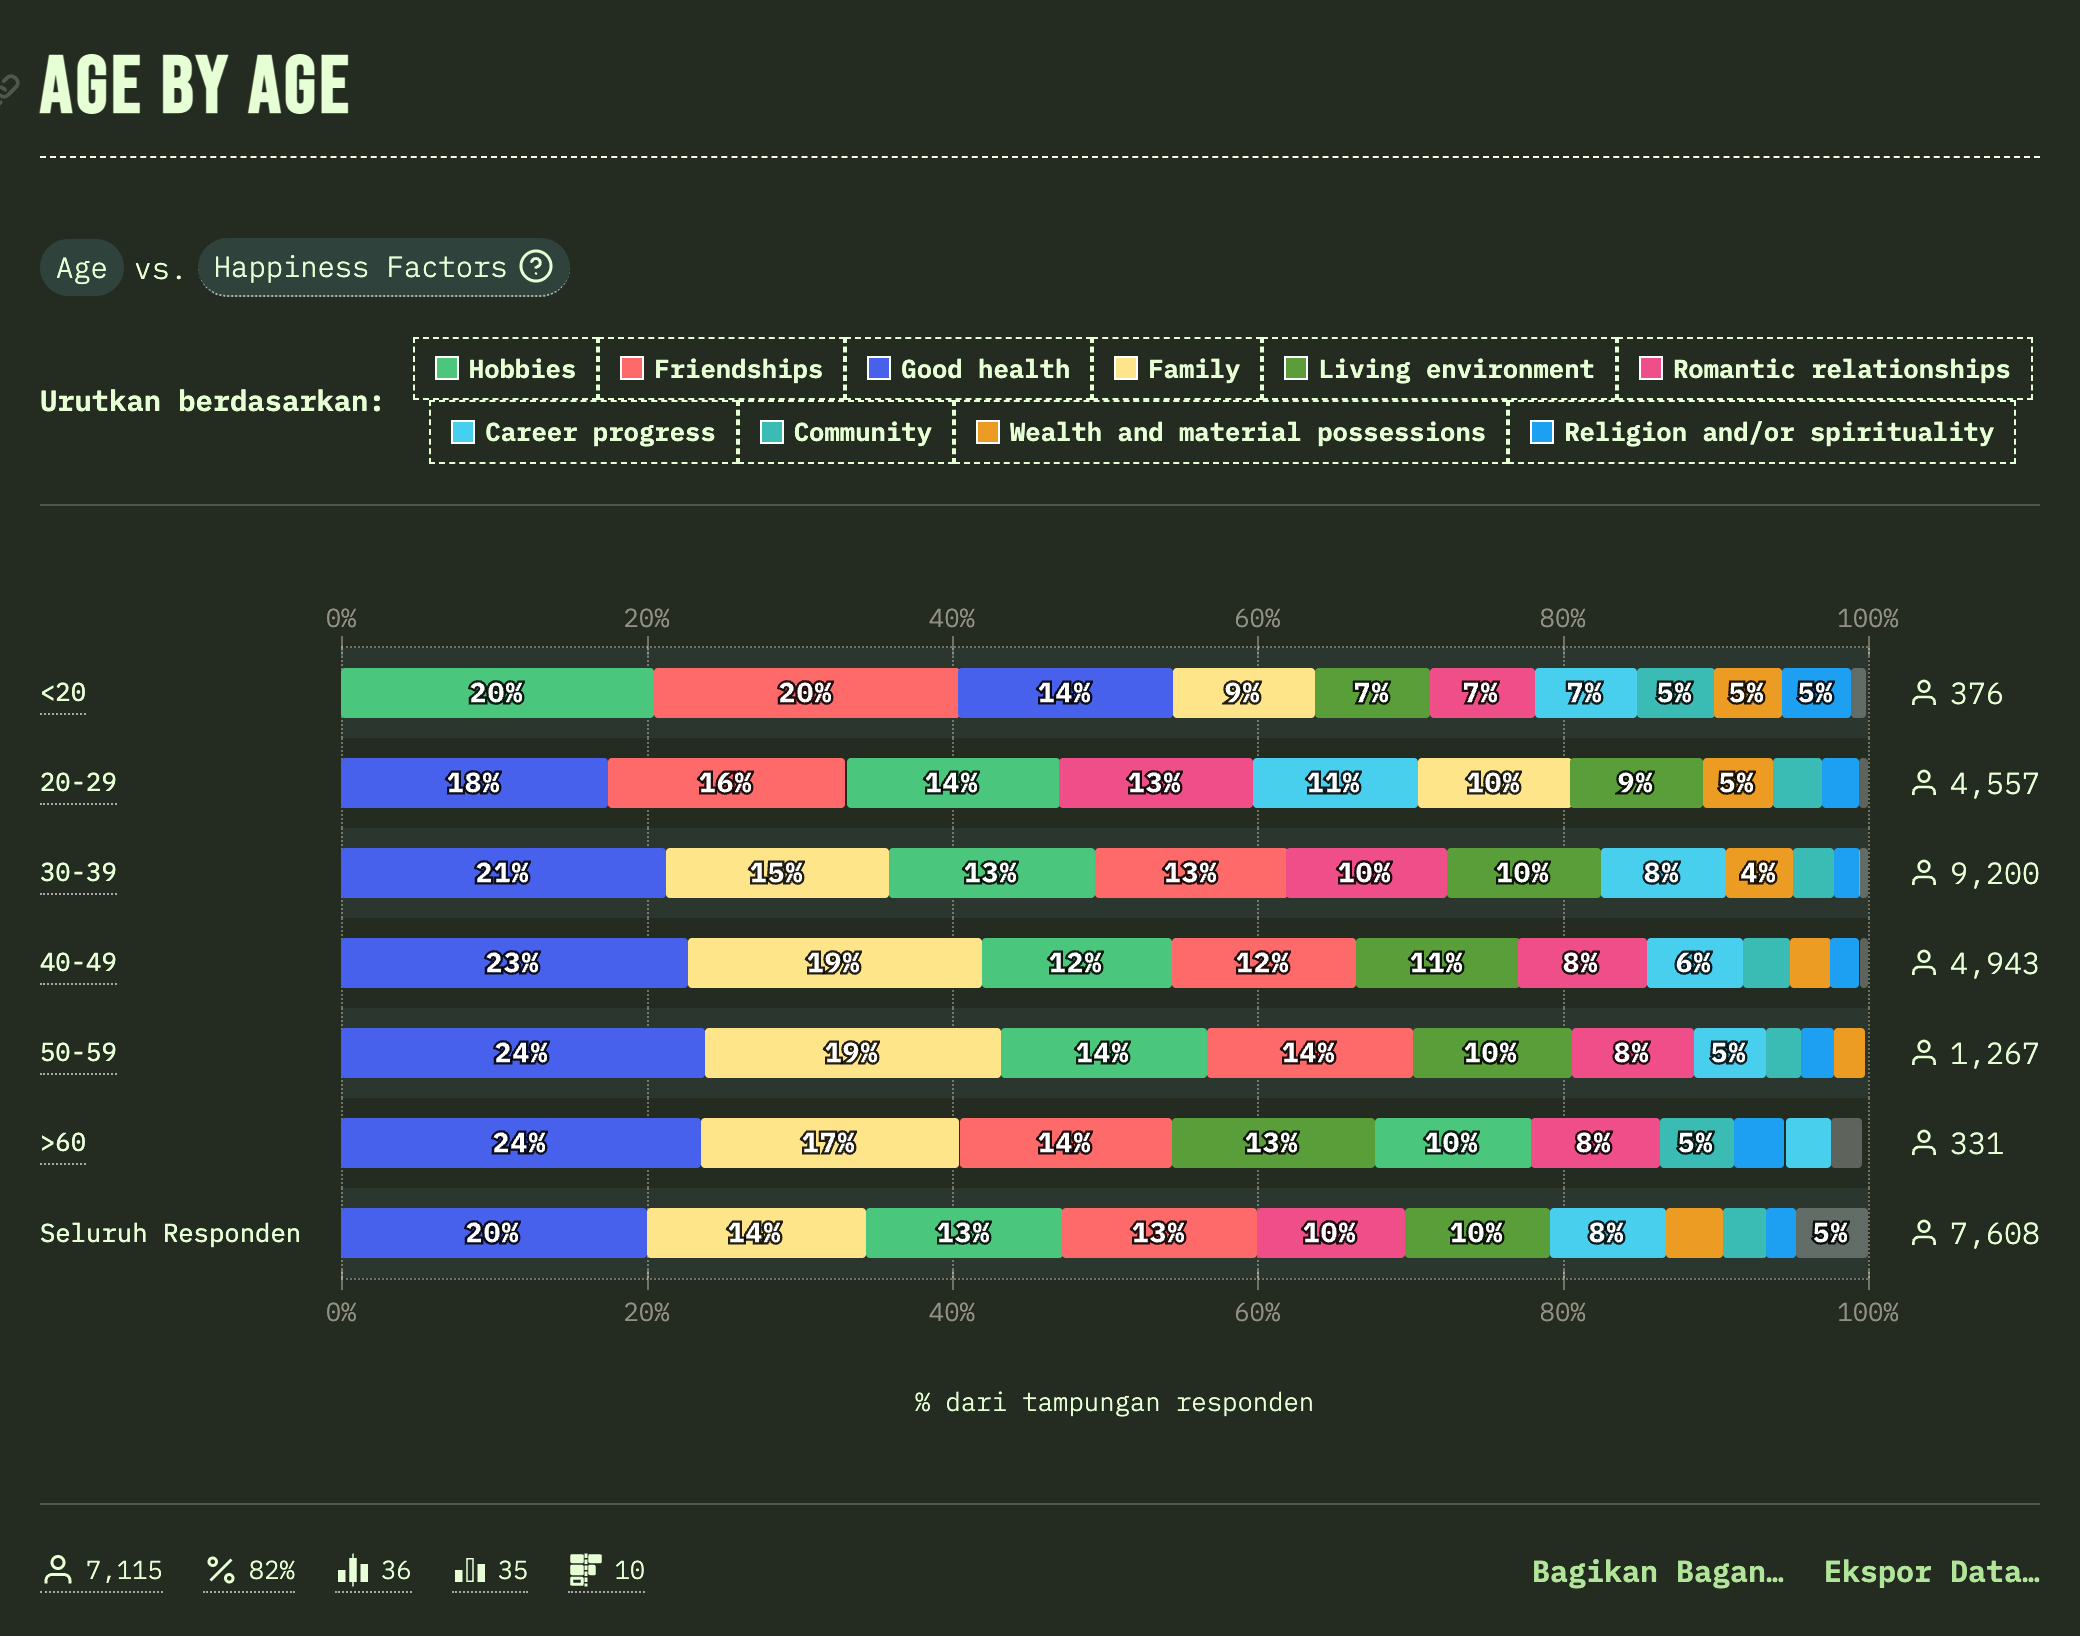 AGE BY AGE
Age vs. Happiness Factors ?
Urutkan berdasarkan:
Hobbies Friendships Good health Family Living environment Romantic relationships
Career progress Community Wealth and material possessions Religion and/or spirituality
0% 20% 40% 60% 80% 100%
<20 20% 20% 14% 9% 7% 7% 7% 5% 5% 5% 376
20-29 18% 16% 14% 13% 11% 10% 9% 5% 4,557
30-39 21% 15% 13% 13% 10% 10% 8% 4% 9,200
40-49 23% 19% 12% 12% 11% 8% 6% 4,943
50-59 24% 19% 14% 14% 10% 8% 5% 1,267
>60 24% 17% 14% 13% 10% 8% 5% 331
Seluruh Responden 20% 14% 13% 13% 10% 10% 8% 5% 7,608
0% 20% 40% 60% 80% 100%
% dari tampungan responden
7,115 % 82% 36 35 10 Bagikan Bagan… Ekspor Data…